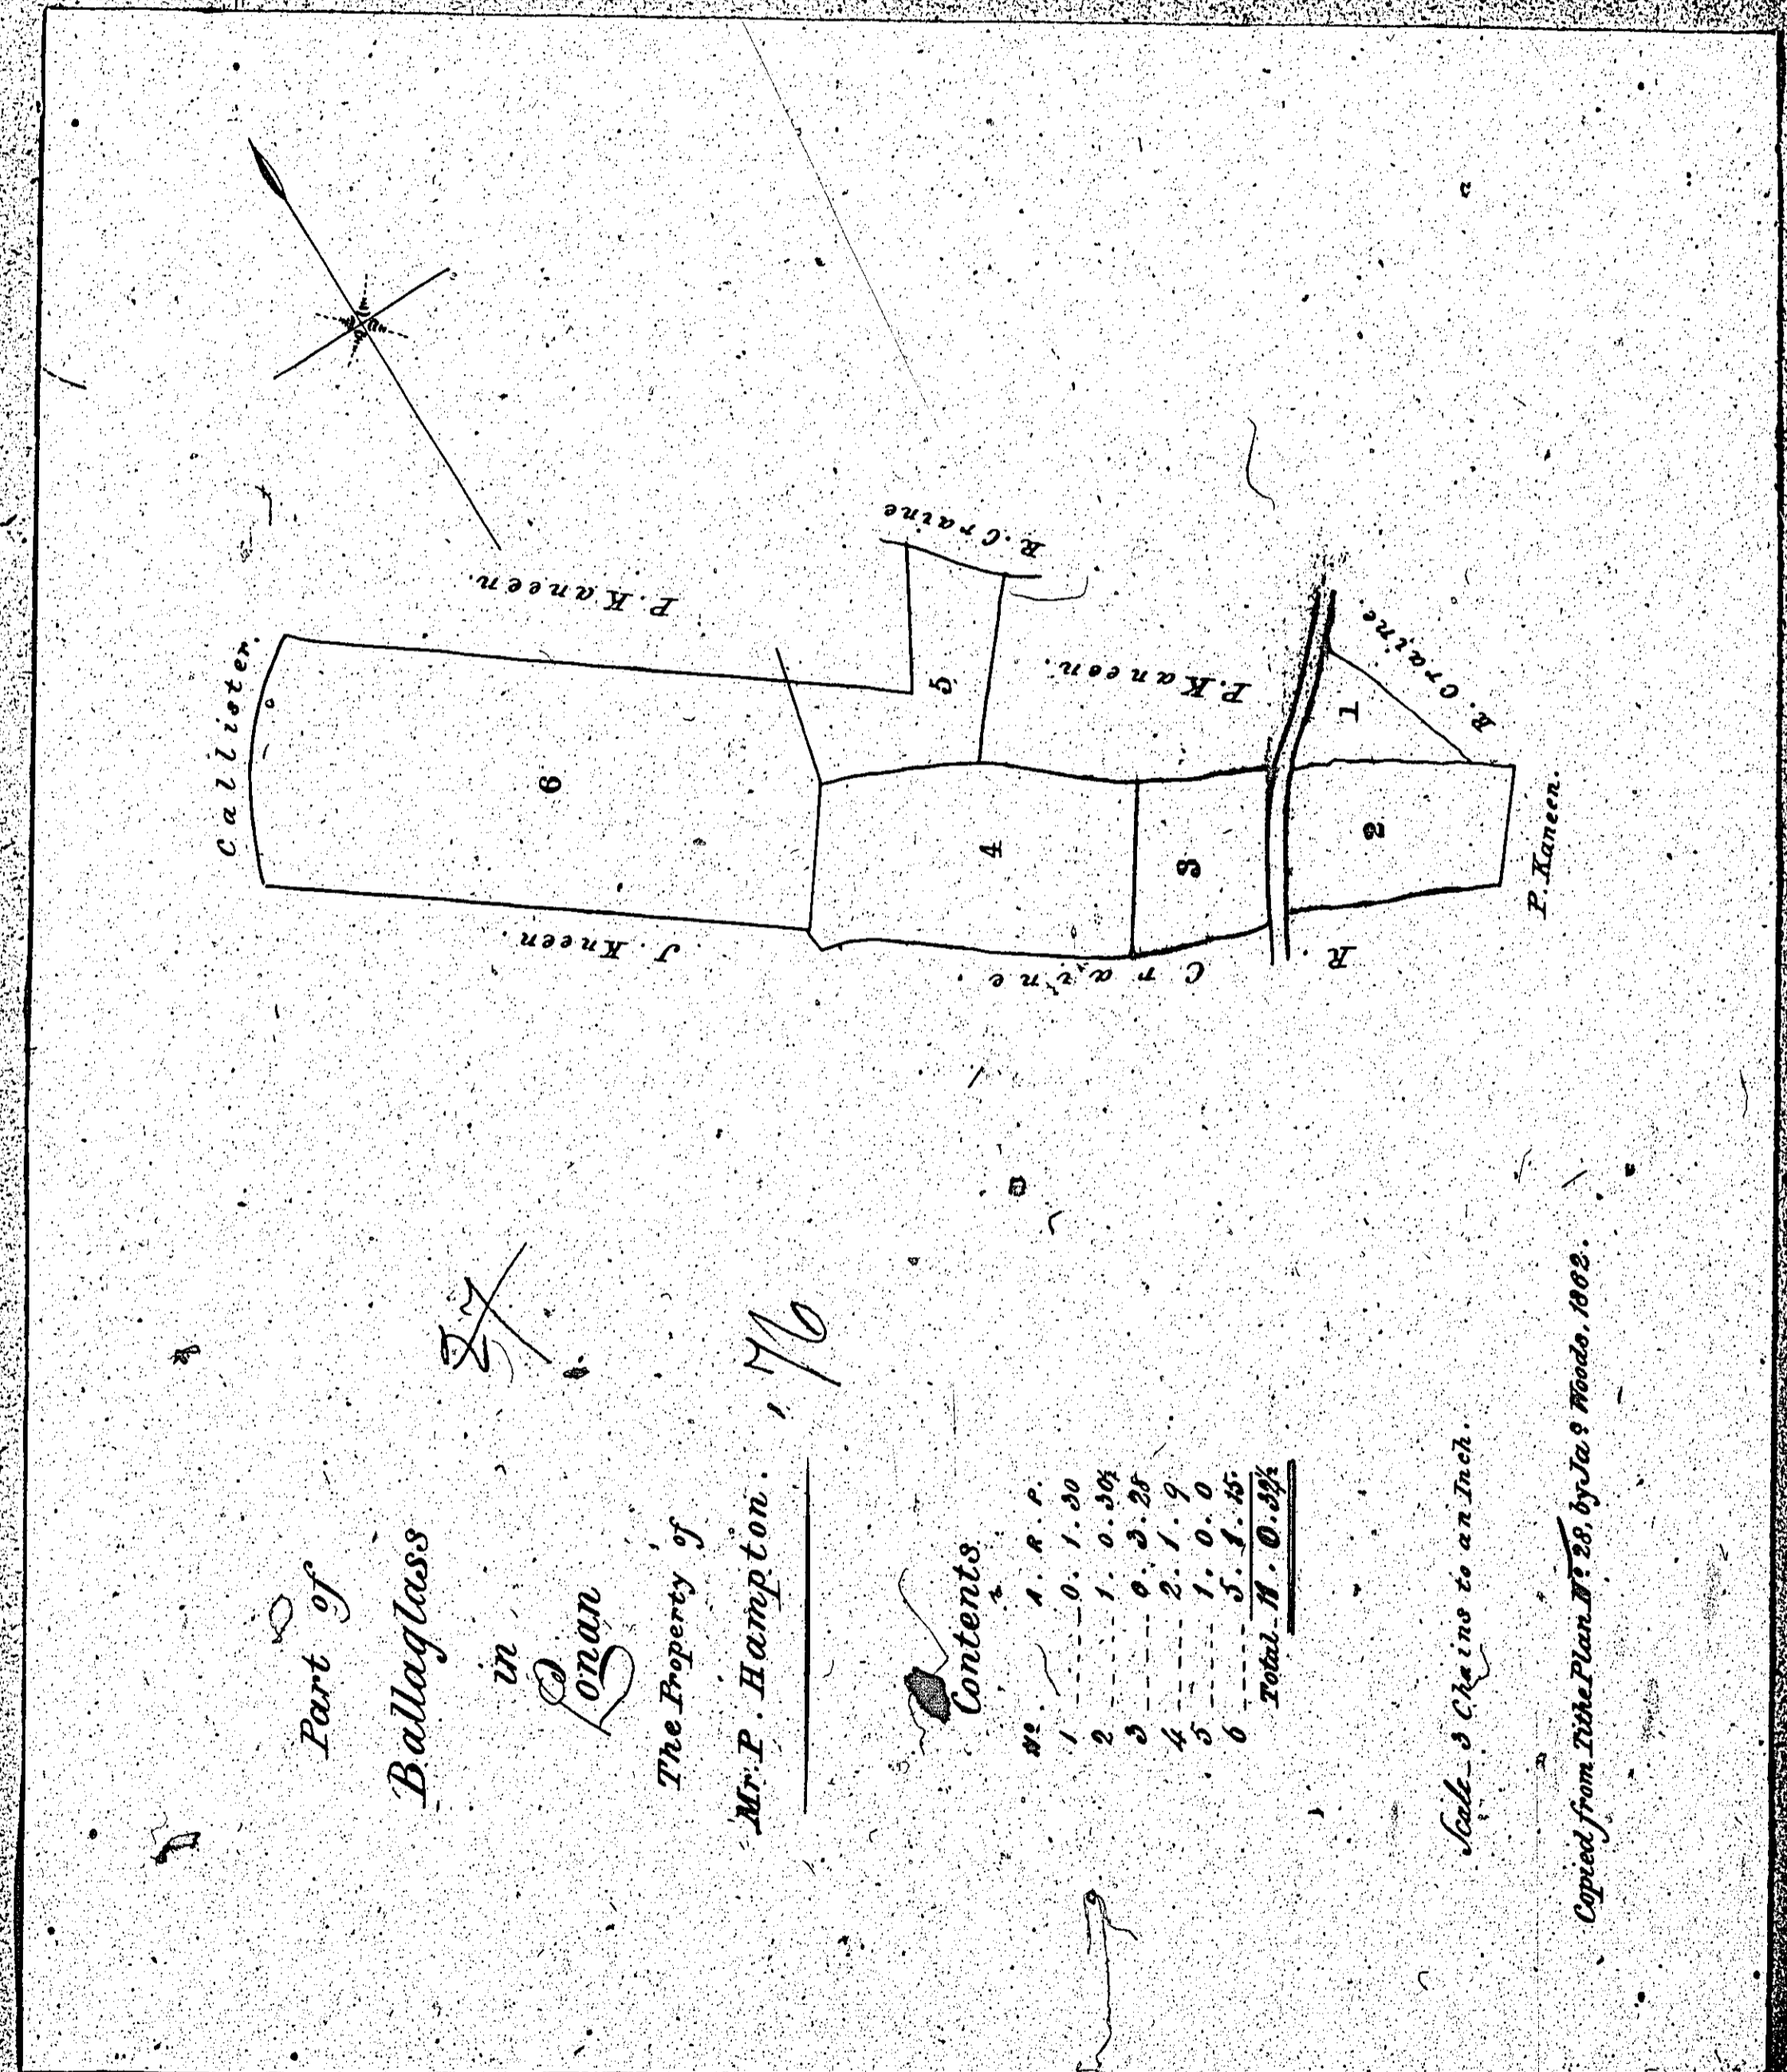 Part of
Ballaglass
in
Lonan
The Property of
Mr. P. Hampton.
27
76
Contents
Nº. A. R. P.
1 ------ 0. 1. 30
2 ------ 1. 0. 30½
3 ------ 0. 3. 28
4 ------ 2. 1. 9
5 ------ 1. 0. 0
6 ------ 5. 1. 15.
Total 11. 0. 32½
Scale 3 Chains to an Inch.
Copied from Tithe Plan Nº 28, by Jas Woods, 1862.
Callister.
P. Kaneen.
J. Kneen.
R. Craine
P. Kaneen.
R. Craine.
R. Craine.
P. Kaneen.
6
5
4
3
1
2